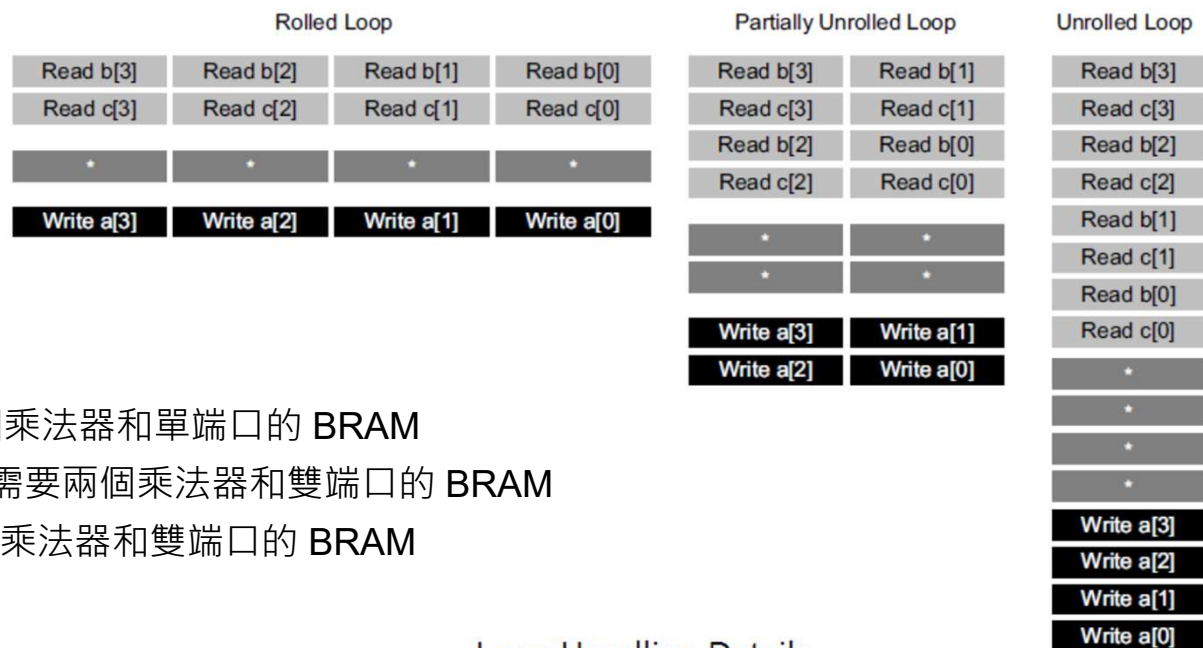 Rolled Loop
Read b[3] Read b[2] Read b[1] Read b[0]
Read c[3] Read c[2] Read c[1] Read c[0]
* * * *
Write a[3] Write a[2] Write a[1] Write a[0]
Partially Unrolled Loop
Read b[3] Read b[1]
Read c[3] Read c[1]
Read b[2] Read b[0]
Read c[2] Read c[0]
* *
* *
Write a[3] Write a[1]
Write a[2] Write a[0]
Unrolled Loop
Read b[3]
Read c[3]
Read b[2]
Read c[2]
Read b[1]
Read c[1]
Read b[0]
Read c[0]
*
*
*
*
Write a[3]
Write a[2]
Write a[1]
Write a[0]
乘法器和單端口的 BRAM
需要兩個乘法器和雙端口的 BRAM
乘法器和雙端口的 BRAM